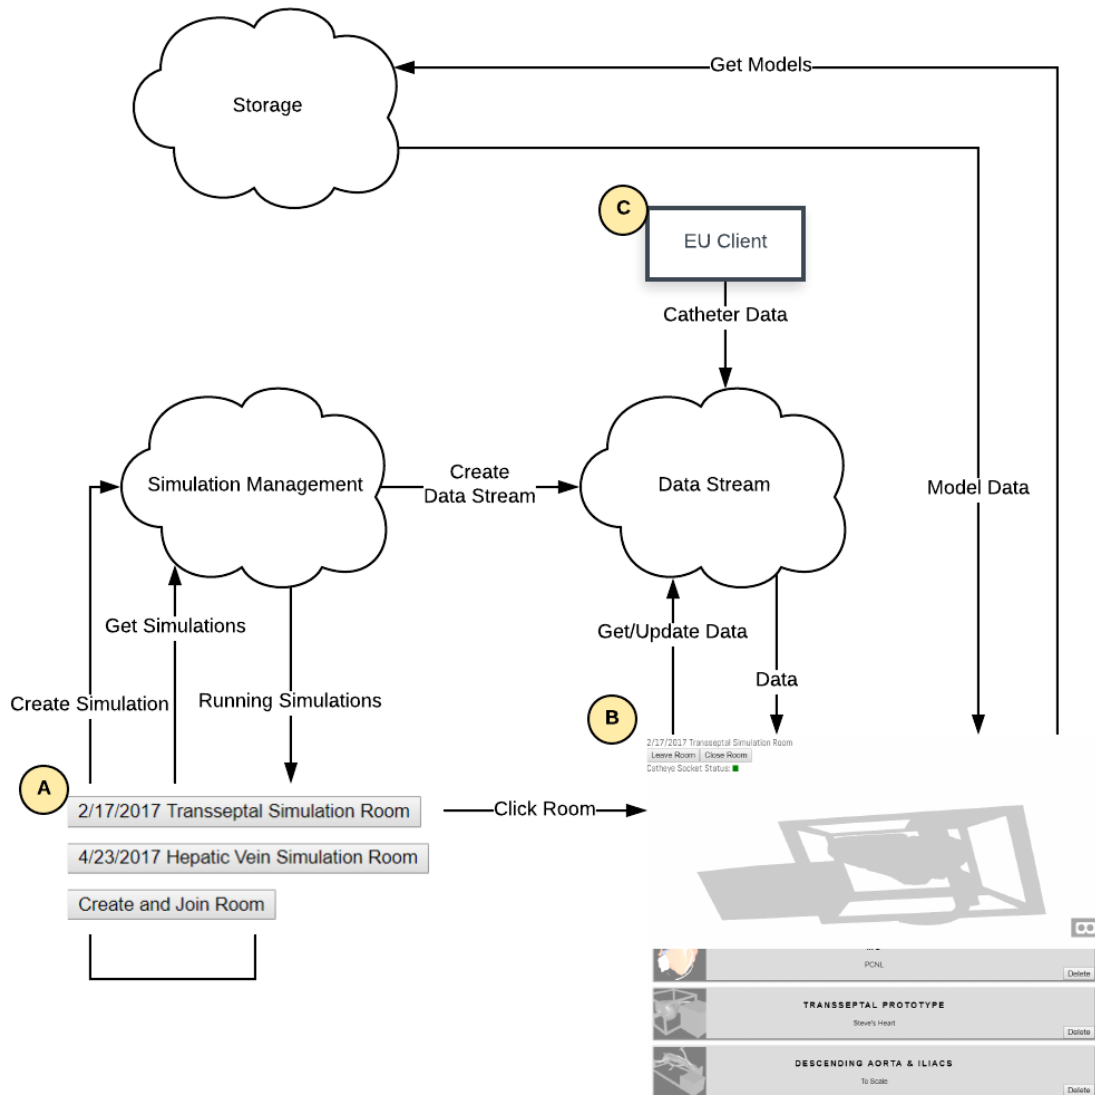 Get Models
Storage
C
EU Client
Catheter Data
Simulation Management
Create
Data Stream
Data Stream
Model Data
Get Simulations
Get/Update Data
Create Simulation
Running Simulations
Data
B
2/17/2017 Transseptal Simulation Room
Leave Room
Close Room
Catheye Socket Status:
A
2/17/2017 Transseptal Simulation Room
Click Room
4/23/2017 Hepatic Vein Simulation Room
Create and Join Room
PCNL
Delete
TRANSSEPTAL PROTOTYPE
Steve's Heart
Delete
DESCENDING AORTA & ILIACS
To Scale
Delete